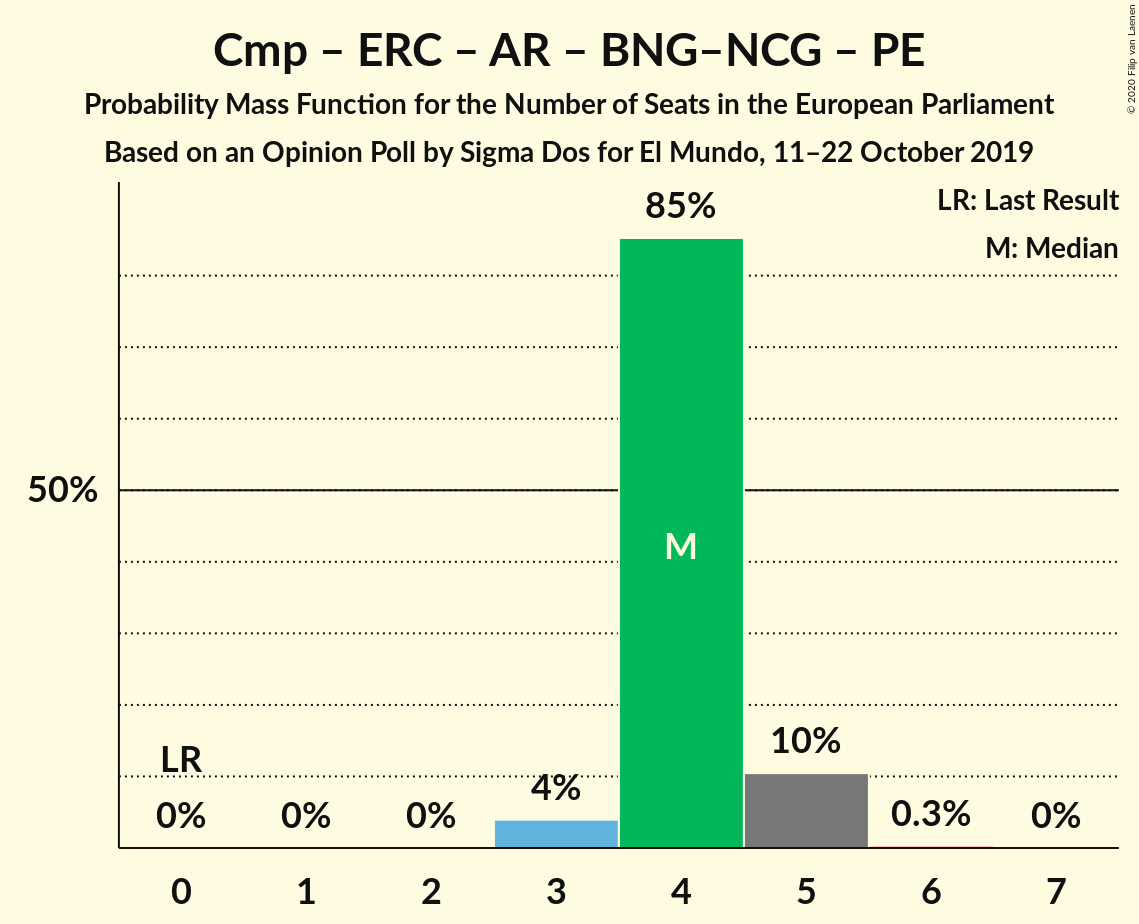 Cmp – ERC – AR – BNG–NCG – PE
Probability Mass Function for the Number of Seats in the European Parliament
Based on an Opinion Poll by Sigma Dos for El Mundo, 11–22 October 2019
© 2020 Filip van Laenen
LR: Last Result
M: Median
85%
50%
M
10%
LR
4%
0%
0%
0%
0.3%
0%
0 1 2 3 4 5 6 7